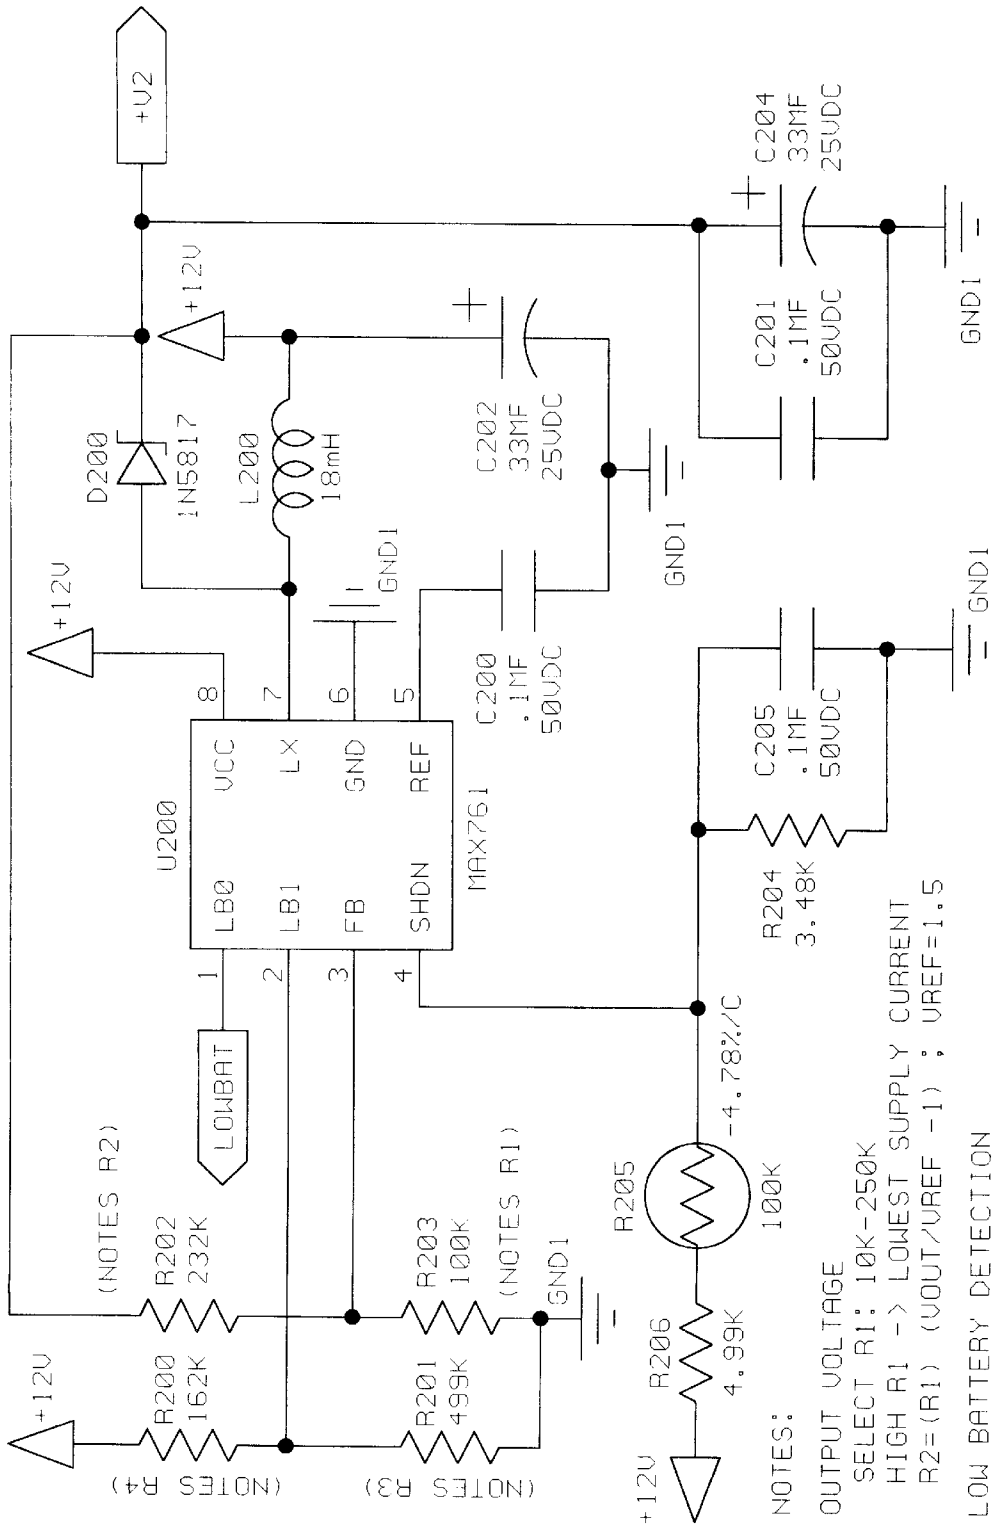 +V2
+12V
+12V
D200
1N5817
L200
18mH
C202
33MF
25VDC
C204
33MF
25VDC
C201
.1MF
50VDC
GND1
GND1
GND1
C200
.1MF
50VDC
U200
VCC
8
LX
7
GND
6
REF
5
MAX761
LB0
1
LB1
2
FB
3
SHDN
4
LOWBAT
C205
.1MF
50VDC
GND1
R204
3.48K
(NOTES R2)
R202
232K
R203
100K
(NOTES R1)
GND1
+12V
R200
162K
(NOTES R4)
R201
499K
(NOTES R3)
R205
100K
-4.78%/C
R206
4.99K
+12V
NOTES:
OUTPUT VOLTAGE
SELECT R1: 10K-250K
HIGH R1 -> LOWEST SUPPLY CURRENT
R2=(R1) (VOUT/VREF -1) ; VREF=1.5
LOW BATTERY DETECTION